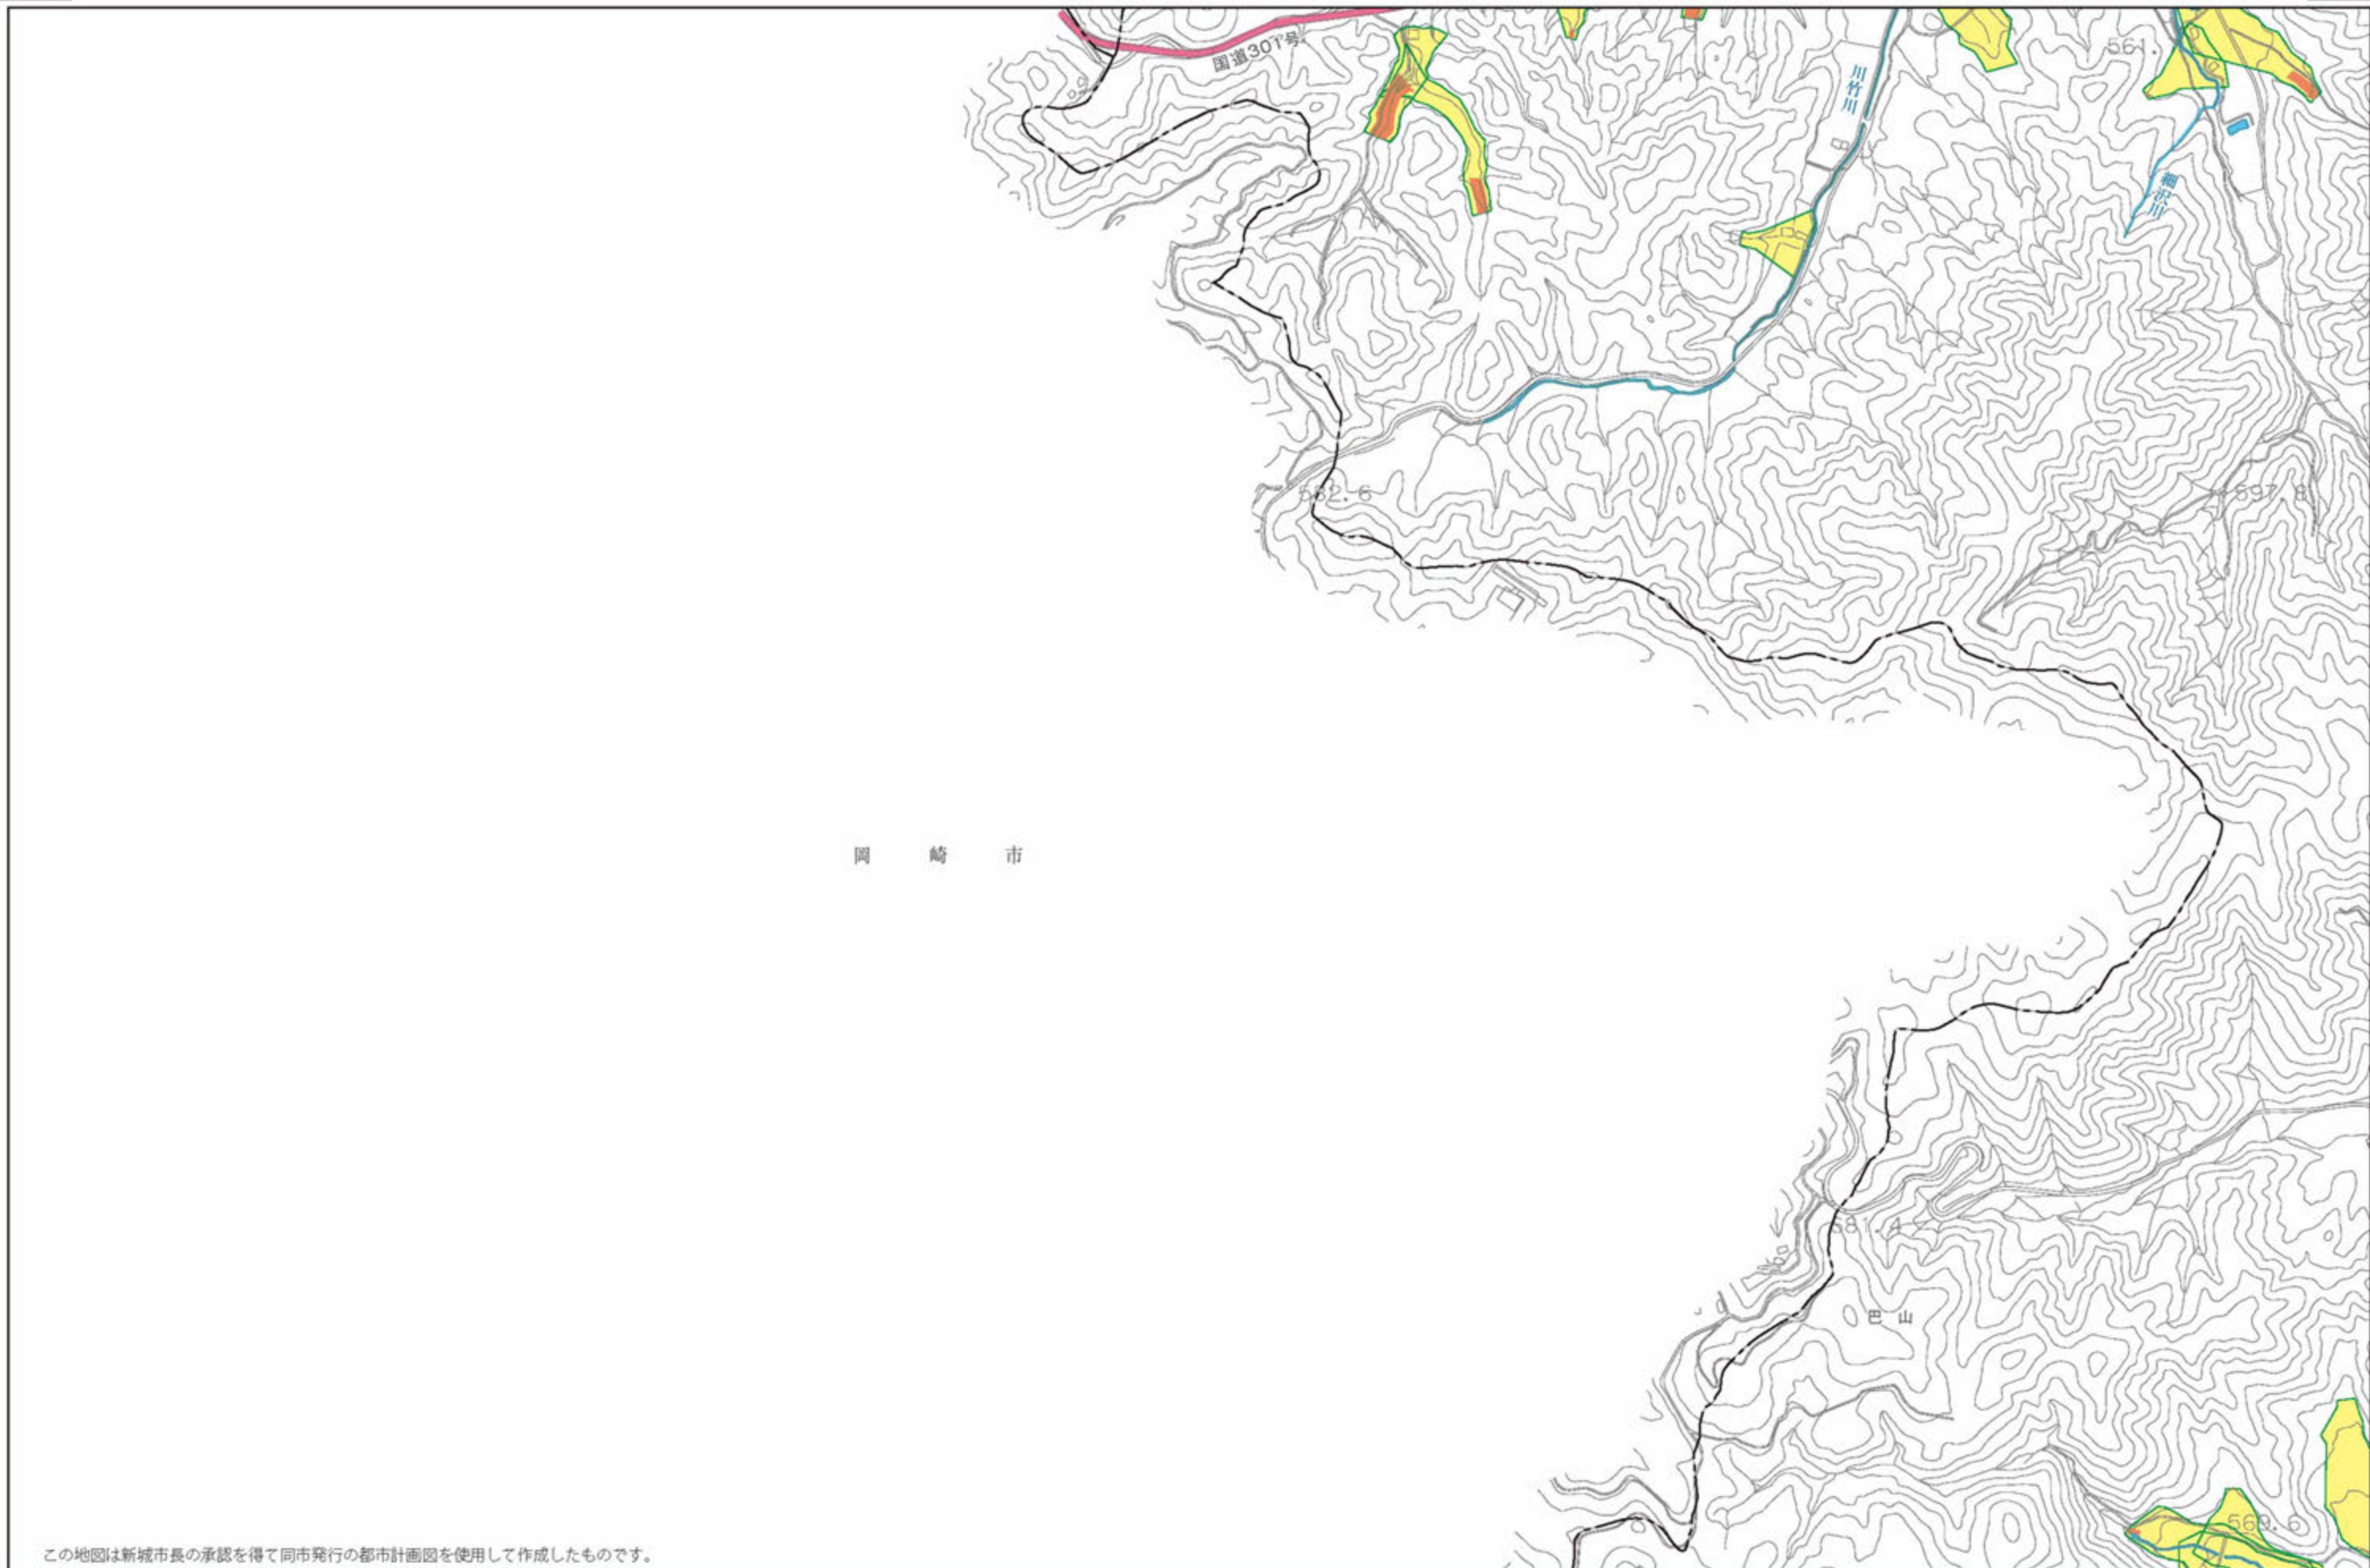 国道301号
561.
川竹川
細沢川
582.6
597.8
岡崎市
581.4
巴山
569.6
この地図は新城市長の承認を得て同市発行の都市計画図を使用して作成したものです。